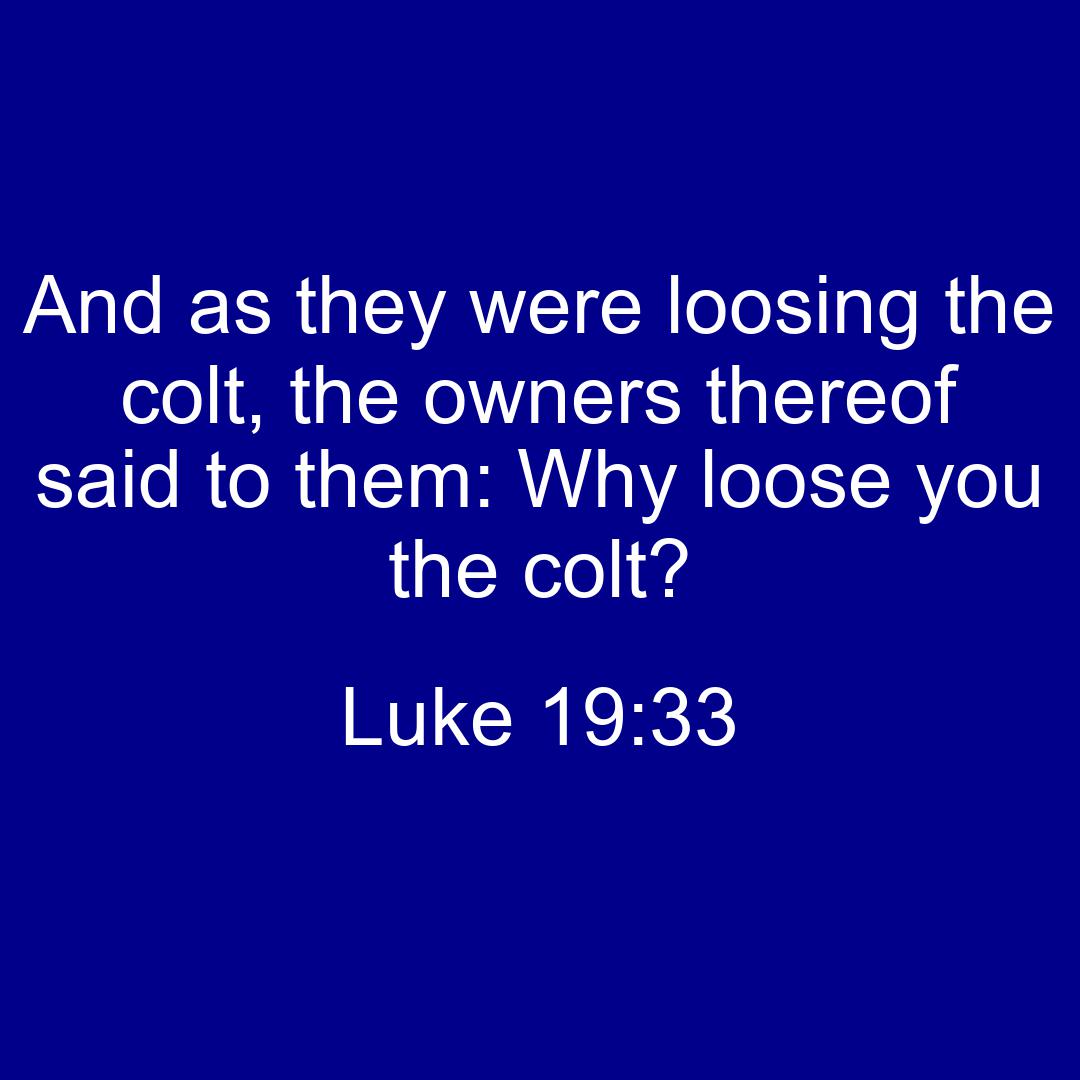 And as they were loosing the
colt, the owners thereof
said to them: Why loose you
the colt?
Luke 19:33